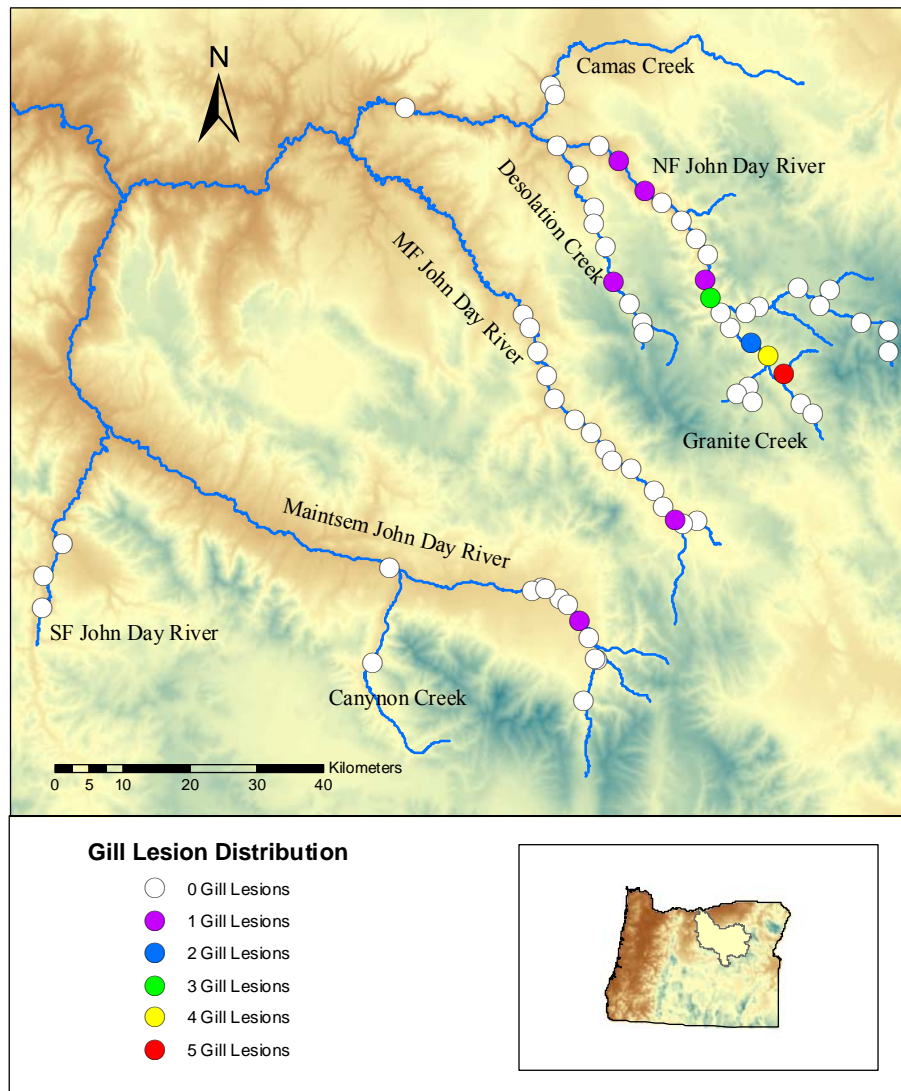 N
Camas Creek
NF John Day River
Desolation Creek
MF John Day River
Granite Creek
Maintsem John Day River
SF John Day River
Canynon Creek
Kilometers
0 5 10 20 30 40
Gill Lesion Distribution
0 Gill Lesions
1 Gill Lesions
2 Gill Lesions
3 Gill Lesions
4 Gill Lesions
5 Gill Lesions